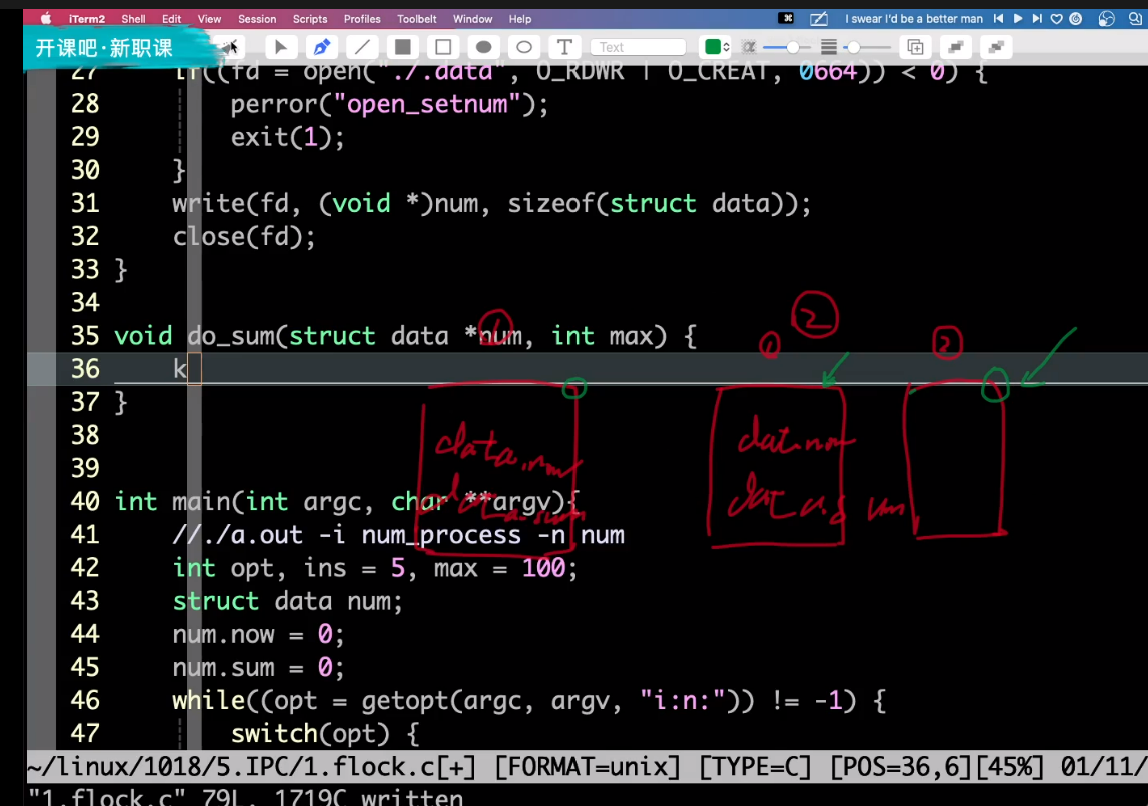 iTerm2 Shell Edit View Session Scripts Profiles Toolbelt Window Help I swear I'd be a better man
开课吧·新职课
T Text
27 if((fd = open("./.data", O_RDWR | O_CREAT, 0664)) < 0) {
28 perror("open_setnum");
29 exit(1);
30 }
31 write(fd, (void *)num, sizeof(struct data));
32 close(fd);
33 }
34
35 void do_sum(struct data *num, int max) {
36 k
37 }
38
39
40 int main(int argc, char **argv){
41 //./a.out -i num_process -n num
42 int opt, ins = 5, max = 100;
43 struct data num;
44 num.now = 0;
45 num.sum = 0;
46 while((opt = getopt(argc, argv, "i:n:")) != -1) {
47 switch(opt) {
~/linux/1018/5.IPC/1.flock.c[+] [FORMAT=unix] [TYPE=C] [POS=36,6][45%] 01/11/
"1.flock.c" 79L, 1719C written
1
2
1
2
data.now
data.sum